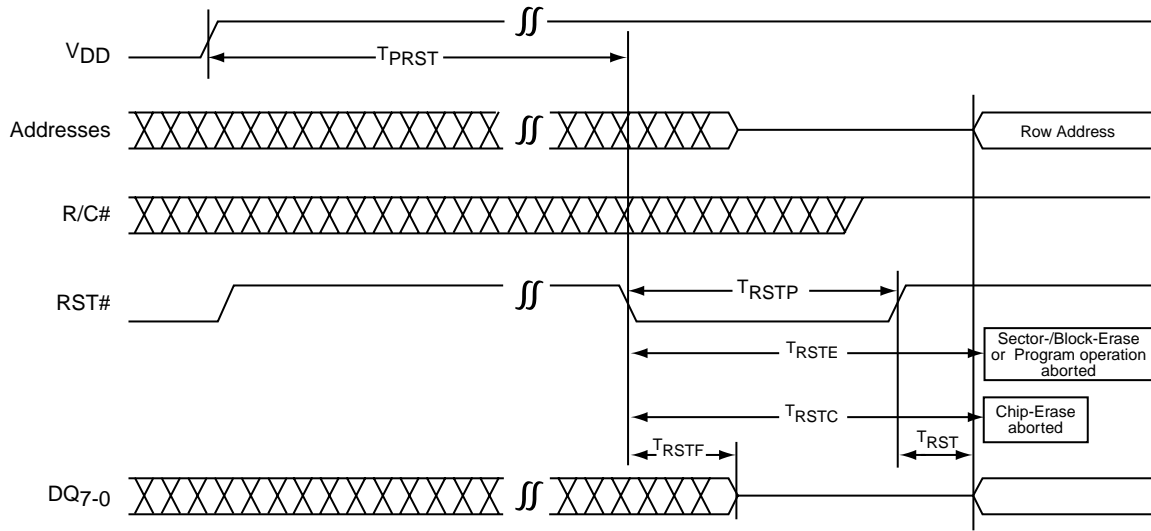 VDD
TPRST
Addresses
Row Address
R/C#
RST#
TRSTP
TRSTE
Sector-/Block-Erase
or Program operation
aborted
TRSTC
Chip-Erase
aborted
TRST
TRSTF
DQ7-0